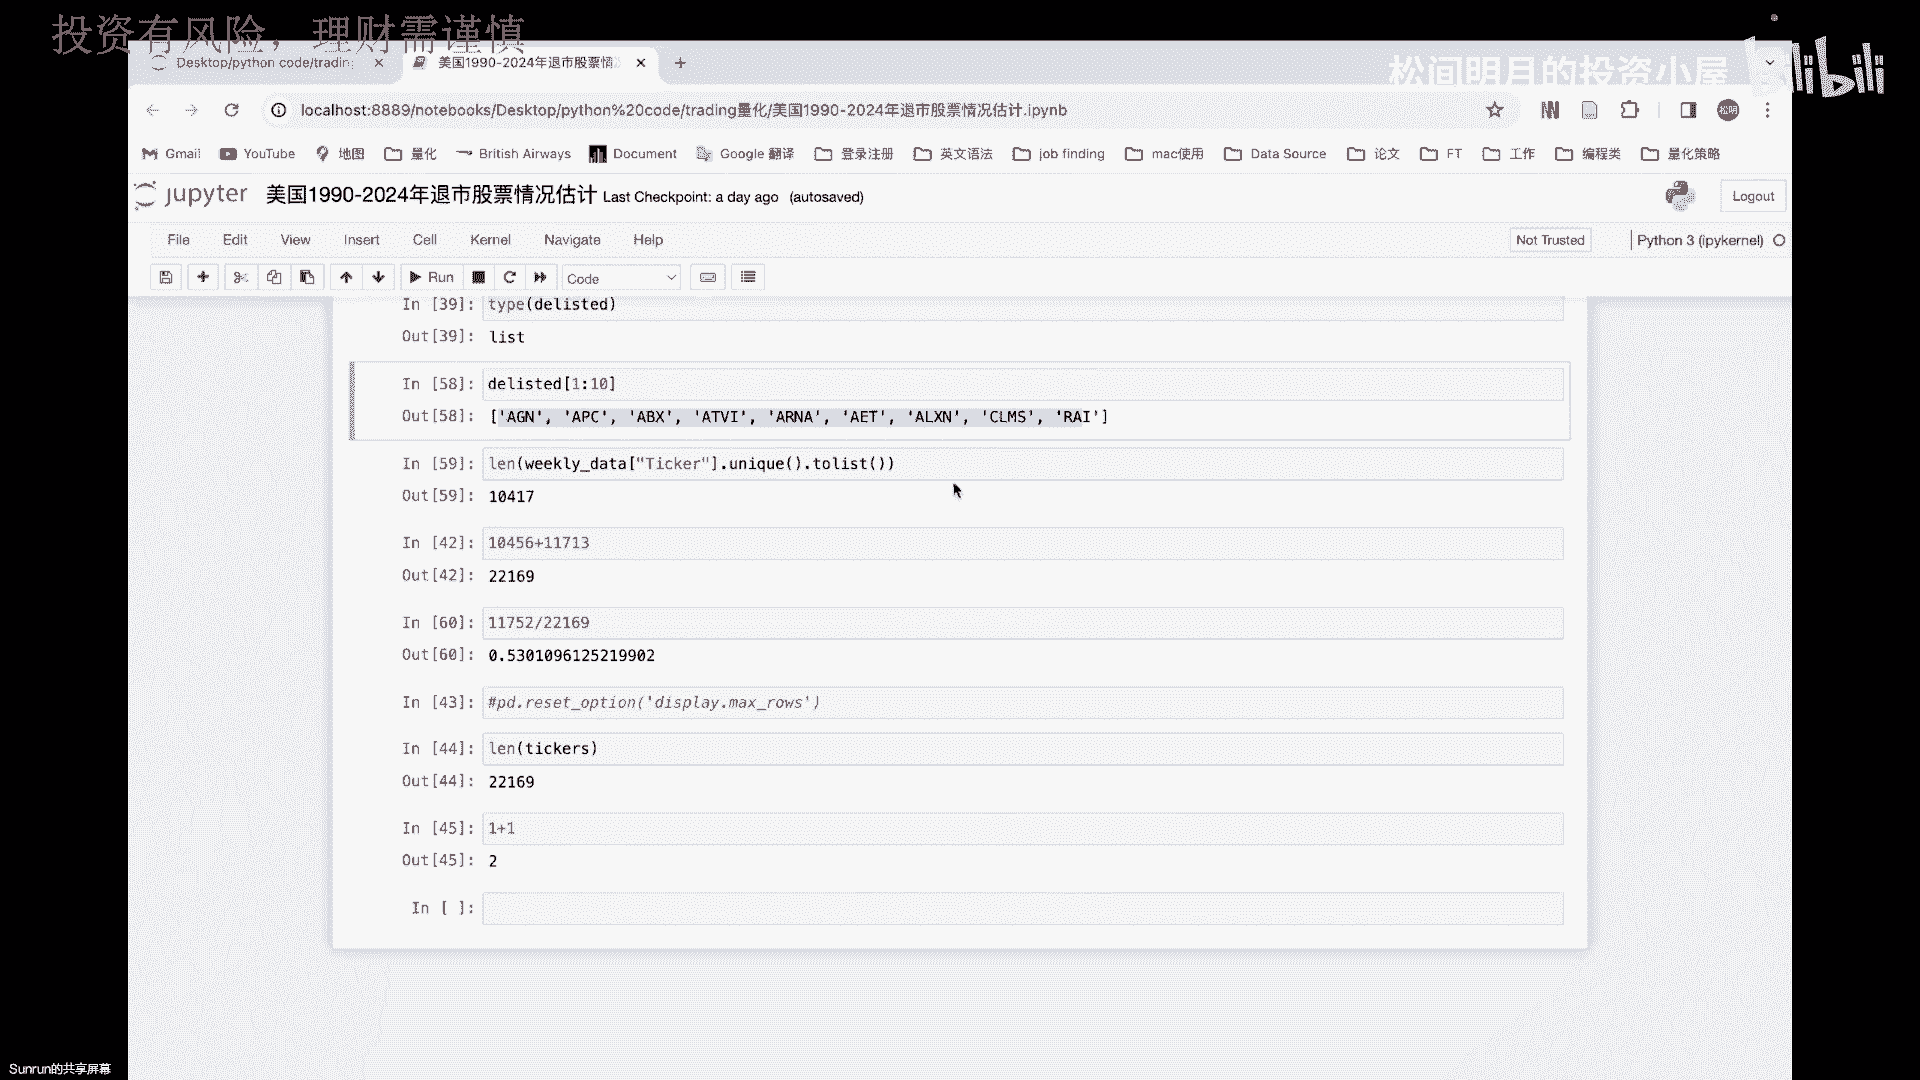 投资有风险，理财需谨慎
Desktop/python code/trading
美国1990-2024年退市股票情
松间明月的投资小屋
bilibili
localhost:8889/notebooks/Desktop/python%20code/trading量化/美国1990-2024年退市股票情况估计.ipynb
松明
Gmail YouTube 地图 量化 British Airways Document Google 翻译 登录注册 英文语法 job finding mac使用 Data Source 论文 FT 工作 编程类 量化策略
jupyter 美国1990-2024年退市股票情况估计 Last Checkpoint: a day ago (autosaved)
Logout
File Edit View Insert Cell Kernel Navigate Help
Not Trusted
Python 3 (ipykernel)
Run
Code
In [39]: type(delisted)
Out[39]: list
In [58]: delisted[1:10]
Out[58]: ['AGN', 'APC', 'ABX', 'ATVI', 'ARNA', 'AET', 'ALXN', 'CLMS', 'RAI']
In [59]: len(weekly_data["Ticker"].unique().tolist())
Out[59]: 10417
In [42]: 10456+11713
Out[42]: 22169
In [60]: 11752/22169
Out[60]: 0.5301096125219902
In [43]: #pd.reset_option('display.max_rows')
In [44]: len(tickers)
Out[44]: 22169
In [45]: 1+1
Out[45]: 2
In [ ]:
Sunrun的共享屏幕